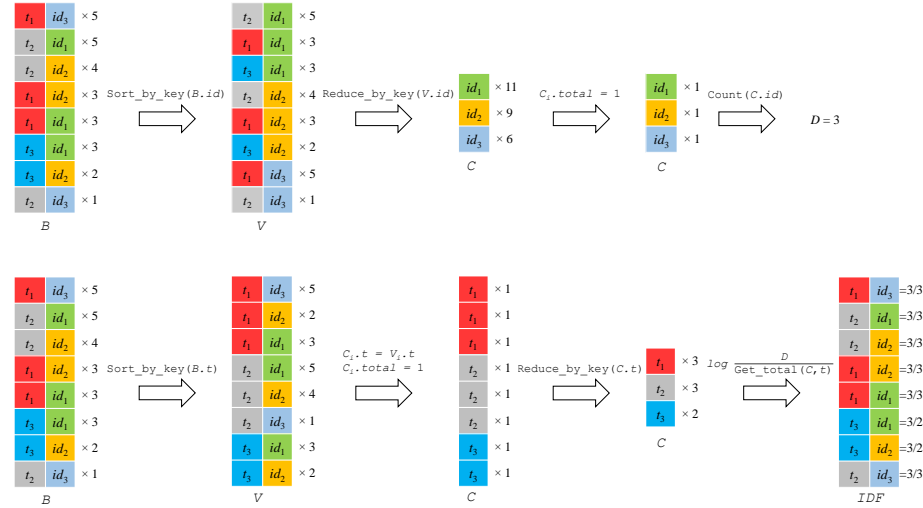 t1 id3 × 5 t2 id1 × 5
t2 id1 × 5 t1 id1 × 3
t2 id2 × 4 t3 id1 × 3
t1 id2 × 3 Sort_by_key(B.id) t2 id2 × 4 Reduce_by_key(V.id) id1 × 11 Ci.total = 1 id1 × 1 Count(C.id)
t1 id1 × 3 t1 id2 × 3 id2 × 9 id2 × 1 D = 3
t3 id1 × 3 t3 id2 × 2 id3 × 6 id3 × 1
t3 id2 × 2 t1 id3 × 5 C C
t2 id3 × 1 t2 id3 × 1
B V
t1 id3 × 5 t1 id3 × 5 t1 × 1 t1 id3 =3/3
t2 id1 × 5 t1 id2 × 2 t1 × 1 t2 id1 =3/3
t2 id2 × 4 t1 id1 × 3 t1 × 1 t2 id2 =3/3
t1 id2 × 3 Sort_by_key(B.t) t2 id1 × 5 Ci.t = Vi.t t2 × 1 Reduce_by_key(C.t) t1 × 3 log D t1 id2 =3/3
t1 id1 × 3 t2 id2 × 4 Ci.total = 1 t2 × 1 t2 × 3 Get_total(C,t) t1 id1 =3/3
t3 id1 × 3 t2 id3 × 1 t2 × 1 t3 × 2 t3 id1 =3/2
t3 id2 × 2 t3 id1 × 3 t3 × 1 C t3 id2 =3/2
t2 id3 × 1 t3 id2 × 2 t3 × 1 t2 id3 =3/3
B V C IDF